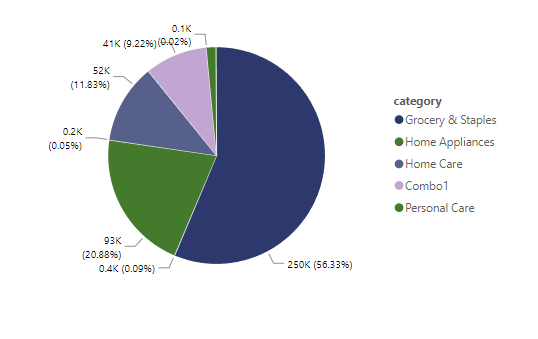 0.1K
(0.02%)
41K (9.22%)
52K
(11.83%)
0.2K
(0.05%)
93K
(20.88%)
0.4K (0.09%)
250K (56.33%)
category
Grocery & Staples
Home Appliances
Home Care
Combo1
Personal Care